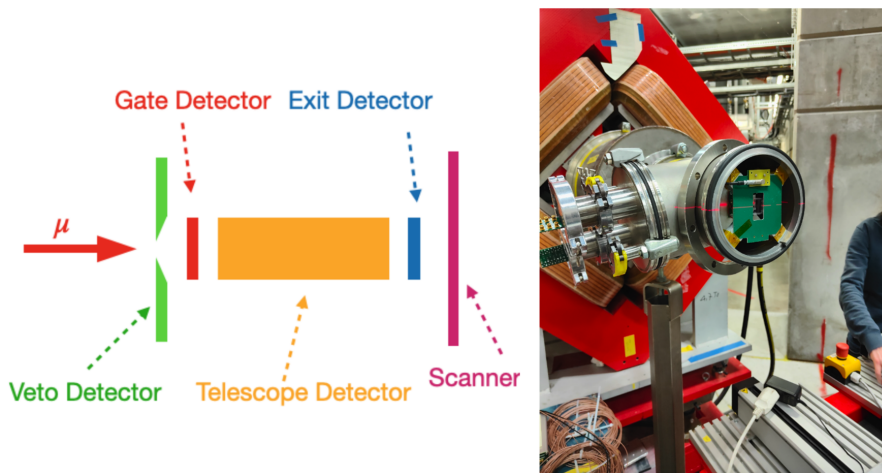 Gate Detector
Exit Detector
μ
Veto Detector
Telescope Detector
Scanner